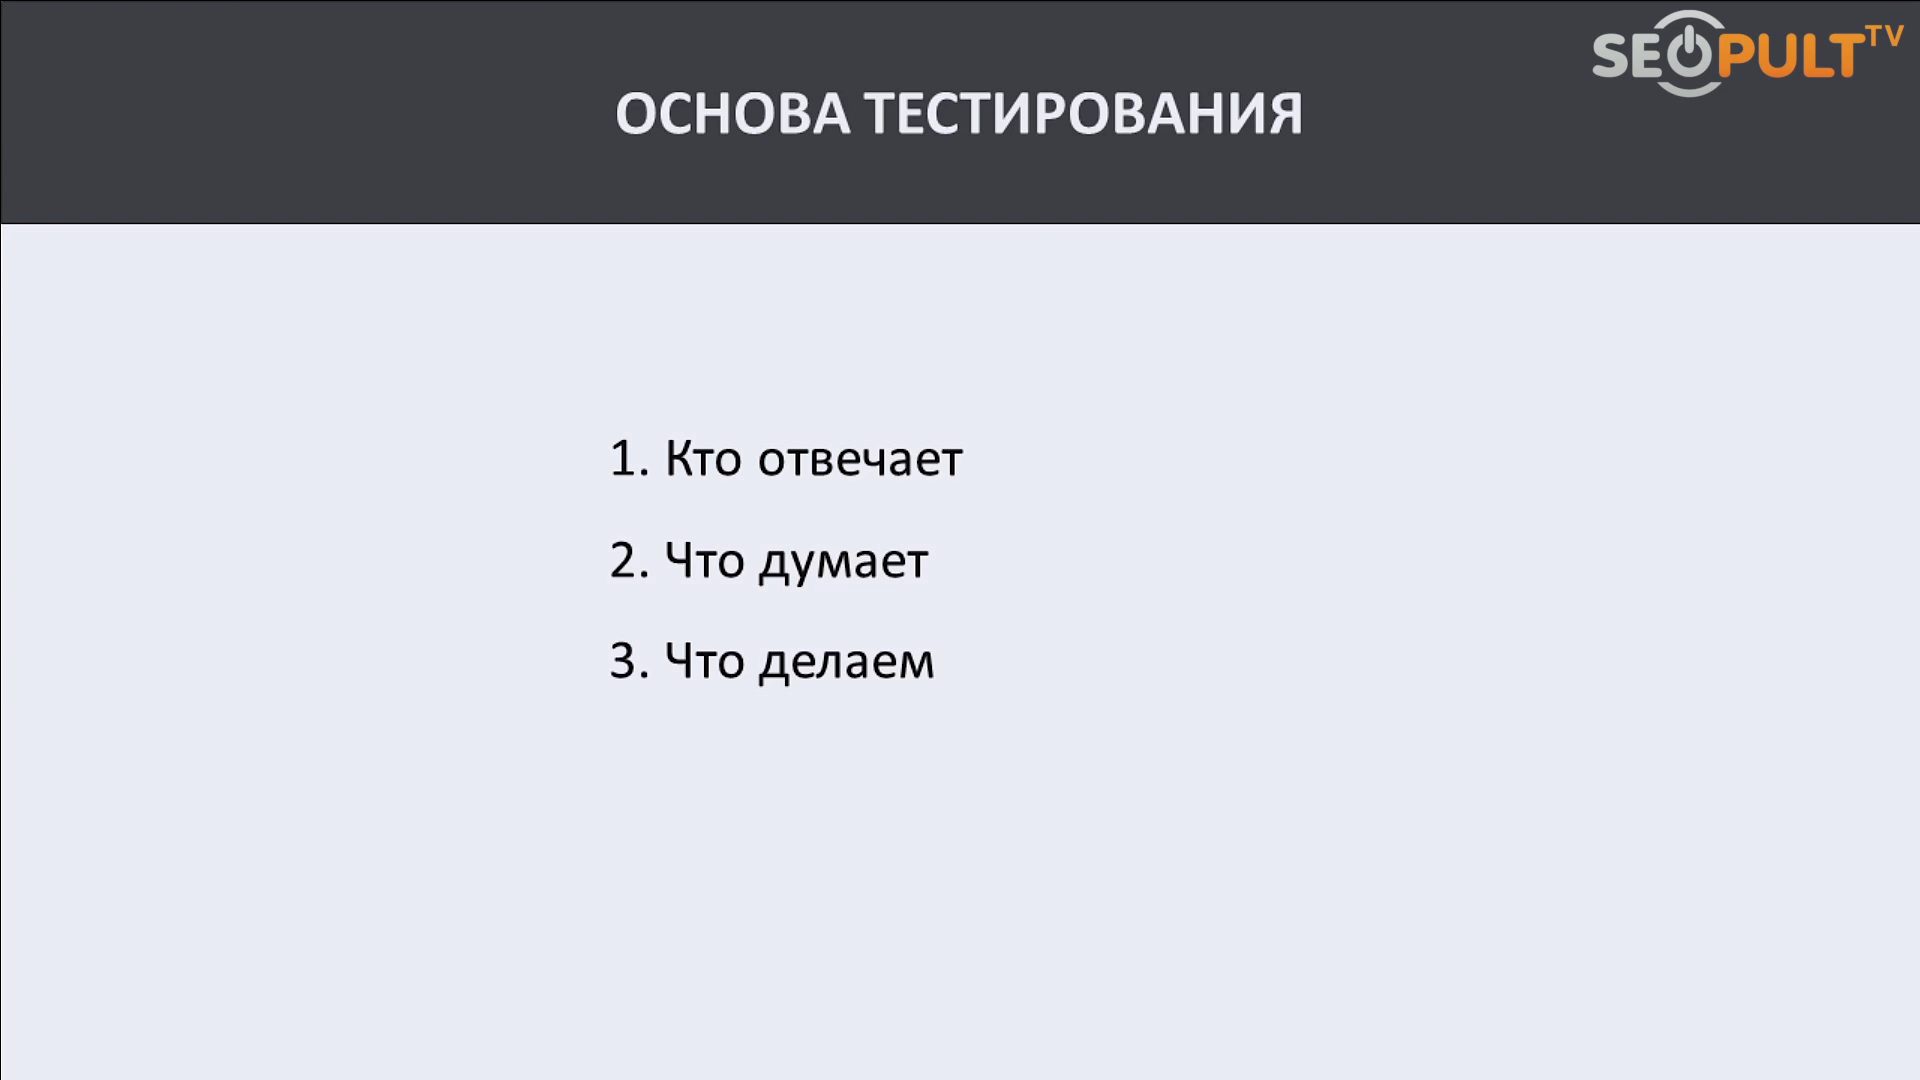 SEOPULT TV
ОСНОВА ТЕСТИРОВАНИЯ
1. Кто отвечает
2. Что думает
3. Что делаем